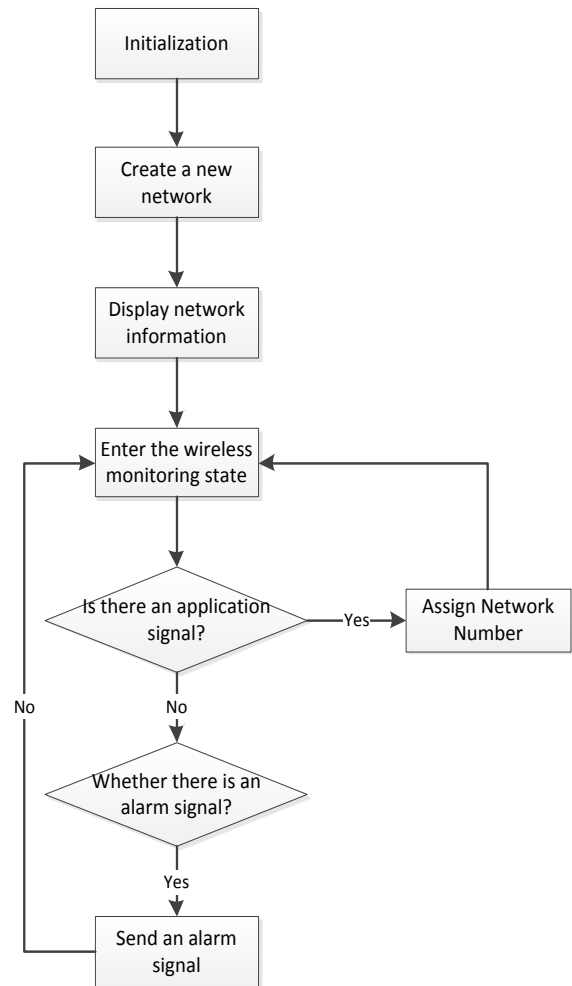 Initialization
Create a new
network
Display network
information
Enter the wireless
monitoring state
Is there an application
signal?
Yes
Assign Network
Number
No
No
Whether there is an
alarm signal?
Yes
Send an alarm
signal